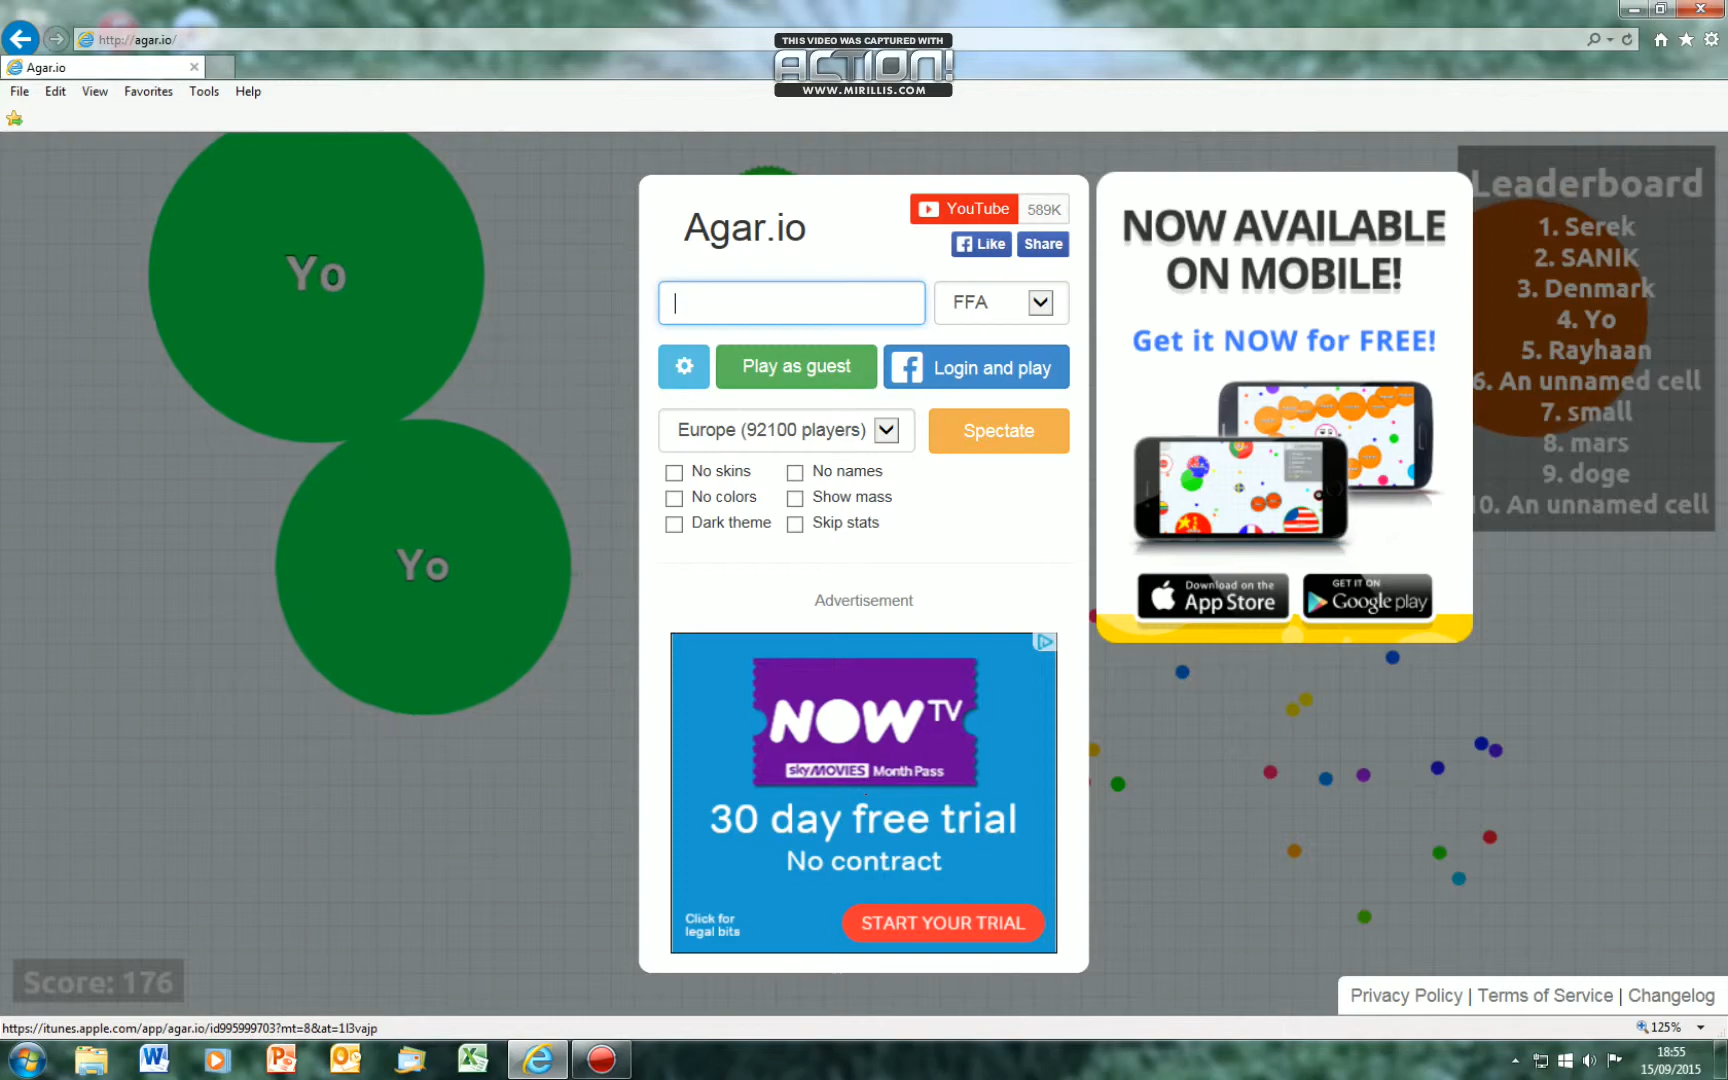 http://agar.io/
THIS VIDEO WAS CAPTURED WITH
ACTION!
WWW.MIRILLIS.COM
Agar.io
File Edit View Favorites Tools Help
Yo
Yo
Agar.io
YouTube 589K
Like Share
FFA
Play as guest
Login and play
Europe (92100 players)
Spectate
No skins No names
No colors Show mass
Dark theme Skip stats
Advertisement
NOW TV
sky MOVIES Month Pass
30 day free trial
No contract
Click for
legal bits
START YOUR TRIAL
NOW AVAILABLE
ON MOBILE!
Get it NOW for FREE!
Download on the
App Store
GET IT ON
Google play
Leaderboard
1. Serek
2. SANIK
3. Denmark
4. Yo
5. Rayhaan
6. An unnamed cell
7. small
8. mars
9. doge
10. An unnamed cell
Score: 176
Privacy Policy | Terms of Service | Changelog
https://itunes.apple.com/app/agar.io/id995999703?mt=8&at=1l3vajp
125%
18:55
15/09/2015